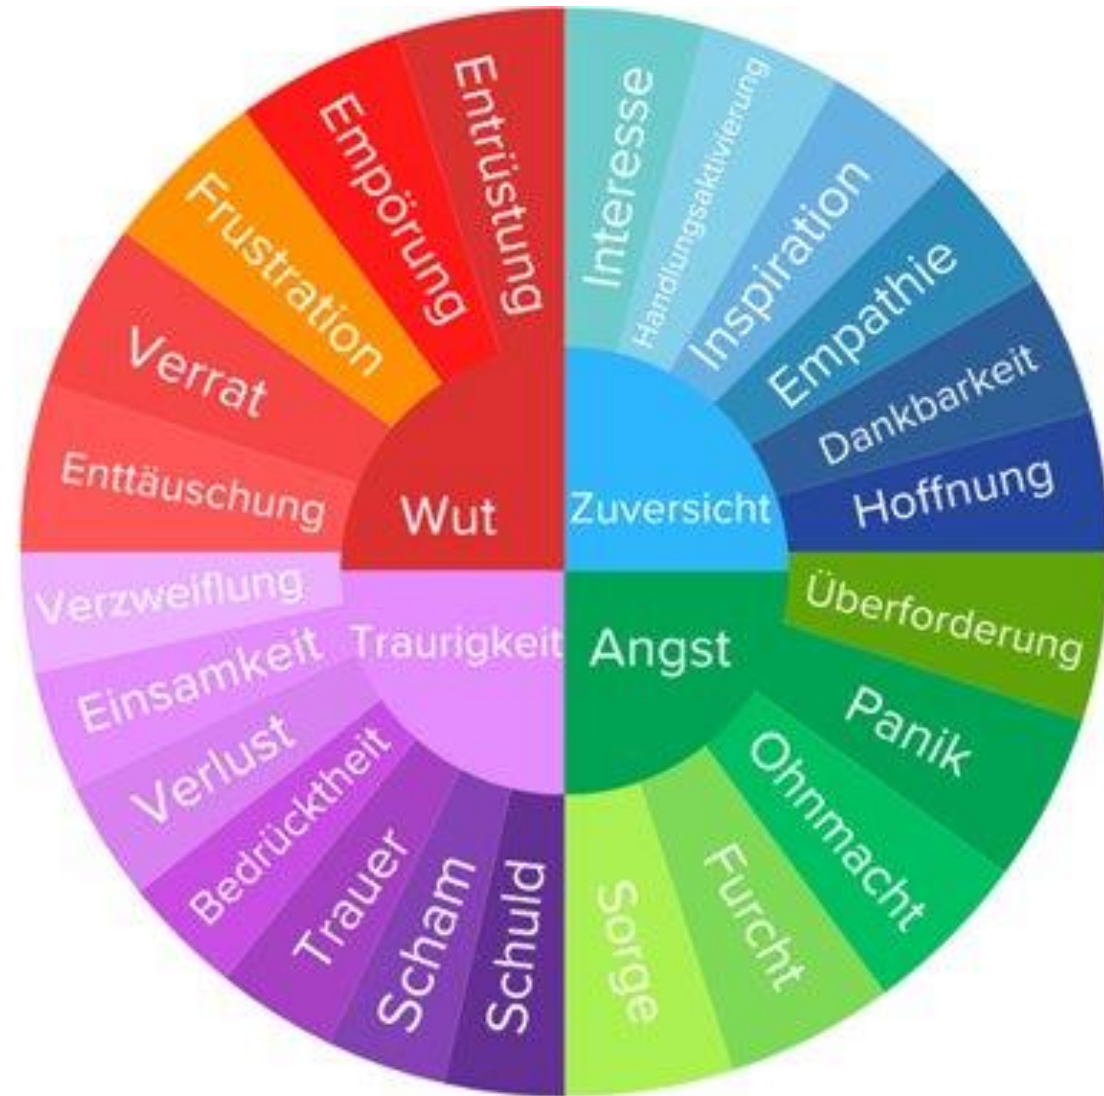 Entrüstung
Empörung
Frustration
Verrat
Enttäuschung
Wut
Interesse
Handlungsaktivierung
Inspiration
Empathie
Dankbarkeit
Hoffnung
Zuversicht
Verzweiflung
Einsamkeit
Verlust
Bedrücktheit
Trauer
Scham
Schuld
Traurigkeit
Angst
Überforderung
Panik
Ohnmacht
Furcht
Sorge